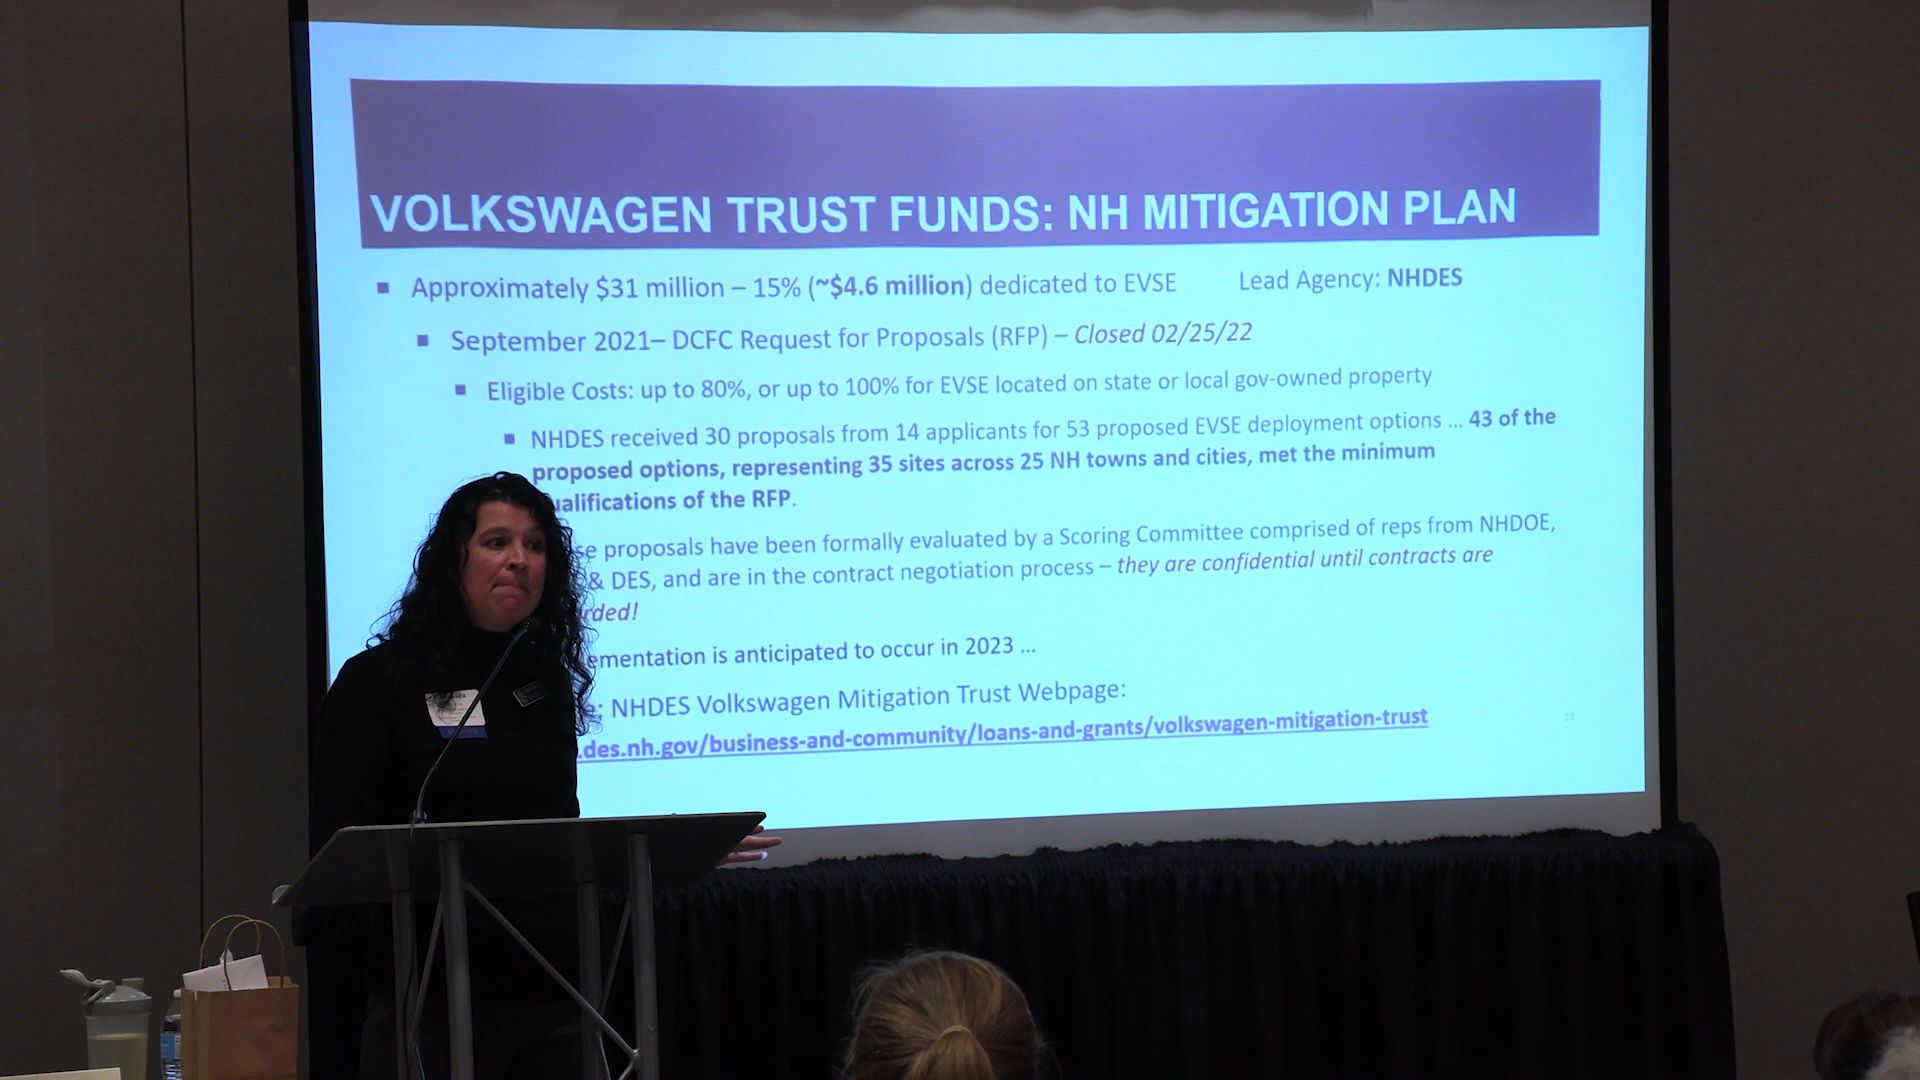 VOLKSWAGEN TRUST FUNDS: NH MITIGATION PLAN
Approximately $31 million – 15% (~$4.6 million) dedicated to EVSE Lead Agency: NHDES
September 2021– DCFC Request for Proposals (RFP) – Closed 02/25/22
Eligible Costs: up to 80%, or up to 100% for EVSE located on state or local gov-owned property
NHDES received 30 proposals from 14 applicants for 53 proposed EVSE deployment options ... 43 of the
proposed options, representing 35 sites across 25 NH towns and cities, met the minimum
ualifications of the RFP.
se proposals have been formally evaluated by a Scoring Committee comprised of reps from NHDOE,
& DES, and are in the contract negotiation process – they are confidential until contracts are
rded!
ementation is anticipated to occur in 2023 ...
e: NHDES Volkswagen Mitigation Trust Webpage:
.des.nh.gov/business-and-community/loans-and-grants/volkswagen-mitigation-trust
11